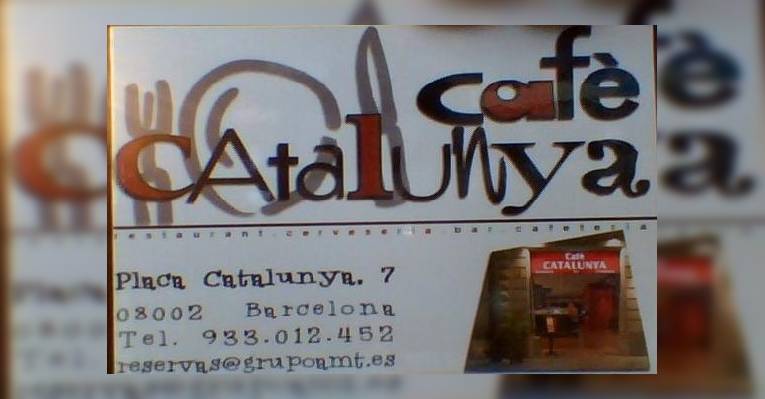 cafè
cAtalunya
restaurant.cerveseria.bar.cafeteria
Plaça Catalunya, 7
08002 Barcelona
Tel. 933.012.452
reservas@grupoamt.es
Cafè
CATALUNYA